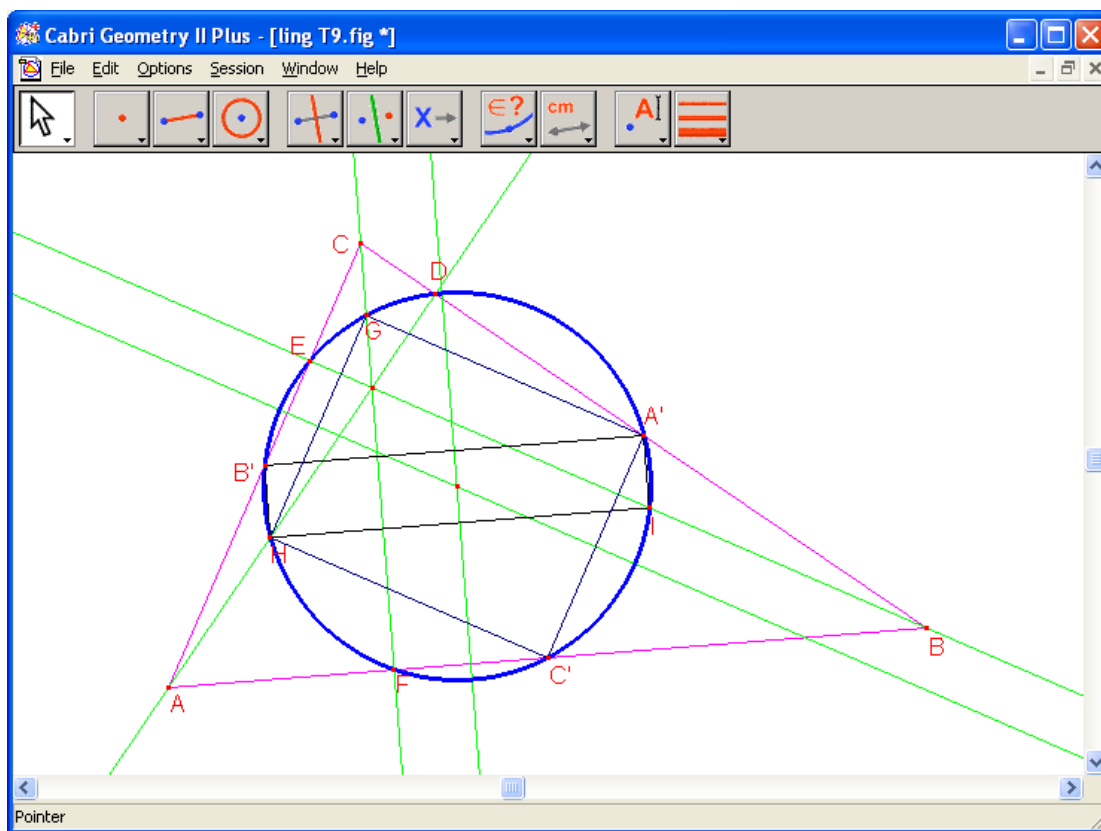 Cabri Geometry II Plus - [ling T9.fig *]
File Edit Options Session Window Help
∈? cm A
X
C
D
G
E
A'
B'
I
H
B
C'
F
A
Pointer